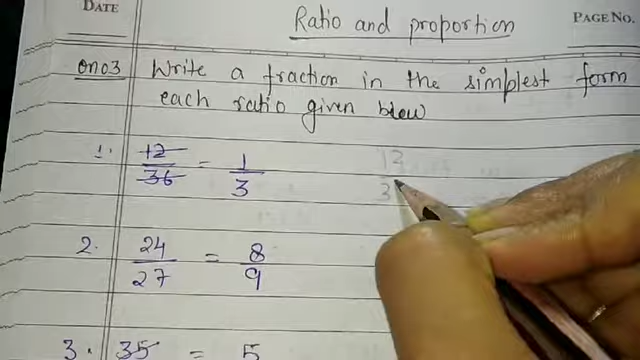 DATE
Ratio and proportion
PAGE NO.
Qno3 Write a fraction in the simplest form
each ratio given blew
1. 12/36 = 1/3
12
3
2. 24/27 = 8/9
3. 35 = 5